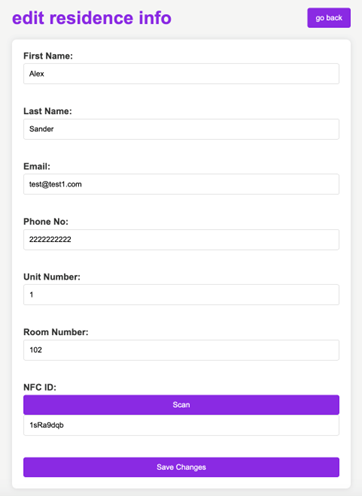 edit residence info
go back
First Name:
Alex
Last Name:
Sander
Email:
test@test1.com
Phone No:
2222222222
Unit Number:
1
Room Number:
102
NFC ID:
Scan
1sRa9dqb
Save Changes